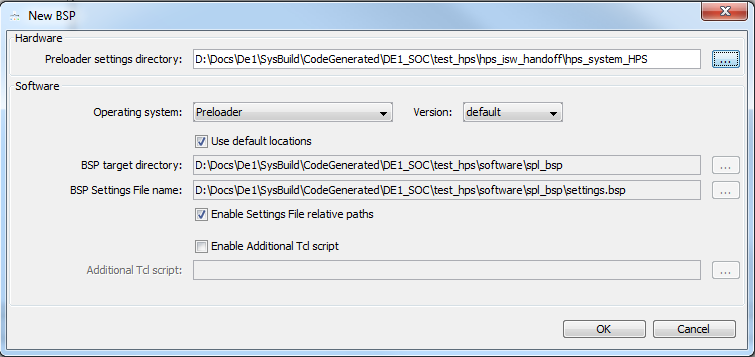 New BSP
Hardware
Preloader settings directory: D:\Docs\De1\SysBuild\CodeGenerated\DE1_SOC\test_hps\hps_isw_handoff\hps_system_HPS ...
Software
Operating system: Preloader Version: default
Use default locations
BSP target directory: D:\Docs\De1\SysBuild\CodeGenerated\DE1_SOC\test_hps\software\spl_bsp ...
BSP Settings File name: D:\Docs\De1\SysBuild\CodeGenerated\DE1_SOC\test_hps\software\spl_bsp\settings.bsp ...
Enable Settings File relative paths
Enable Additional Tcl script
Additional Tcl script: ...
OK Cancel